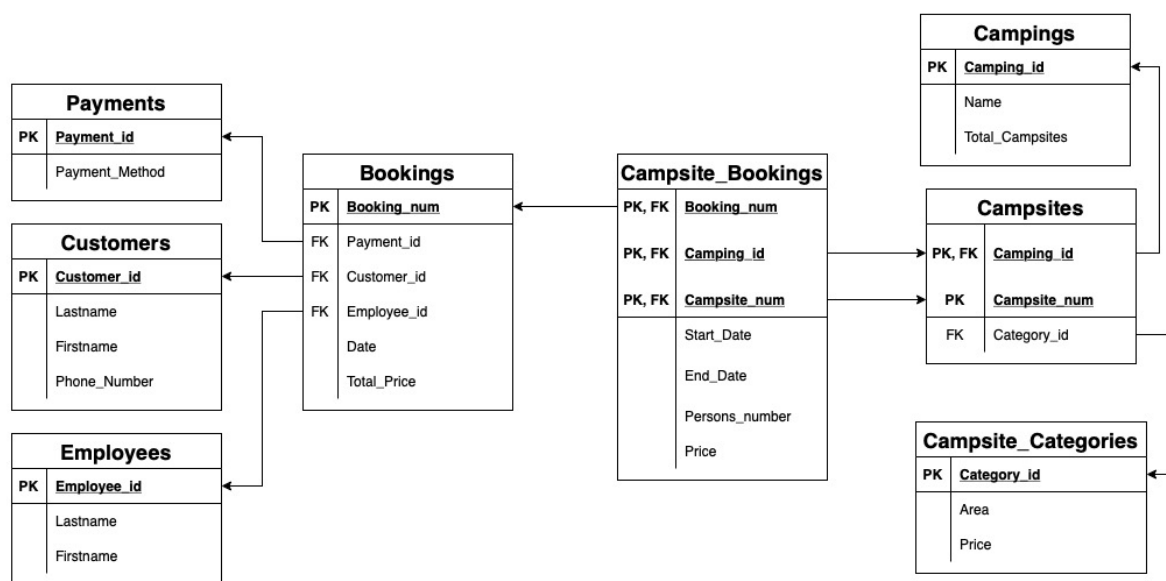 Payments
PK Payment_id
Payment_Method
Customers
PK Customer_id
Lastname
Firstname
Phone_Number
Employees
PK Employee_id
Lastname
Firstname
Bookings
PK Booking_num
FK Payment_id
FK Customer_id
FK Employee_id
Date
Total_Price
Campsite_Bookings
PK, FK Booking_num
PK, FK Camping_id
PK, FK Campsite_num
Start_Date
End_Date
Persons_number
Price
Campings
PK Camping_id
Name
Total_Campsites
Campsites
PK, FK Camping_id
PK Campsite_num
FK Category_id
Campsite_Categories
PK Category_id
Area
Price